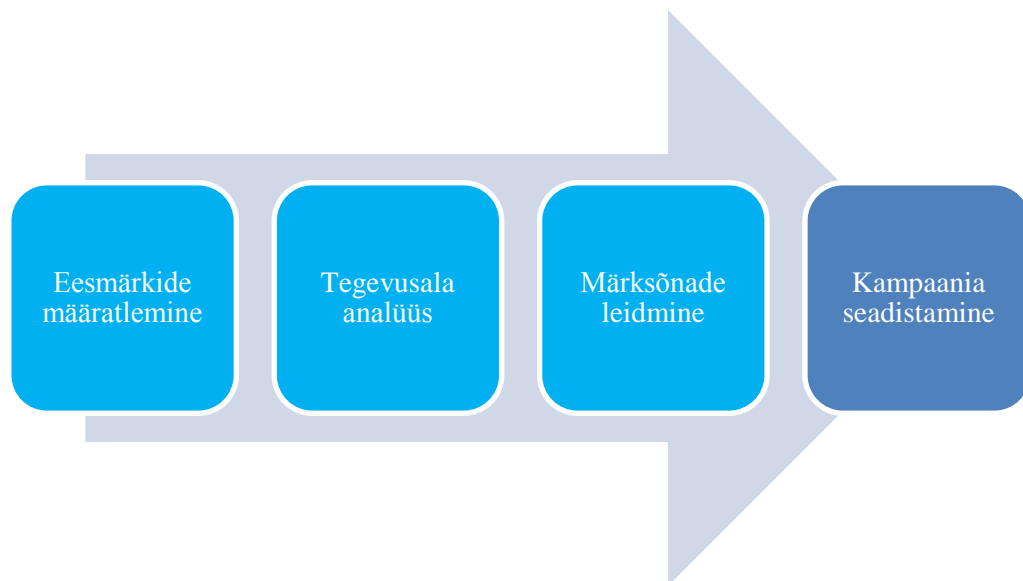 Eesmärkide
määratlemine
Tegevusala
analüüs
Märksõnade
leidmine
Kampaania
seadistamine